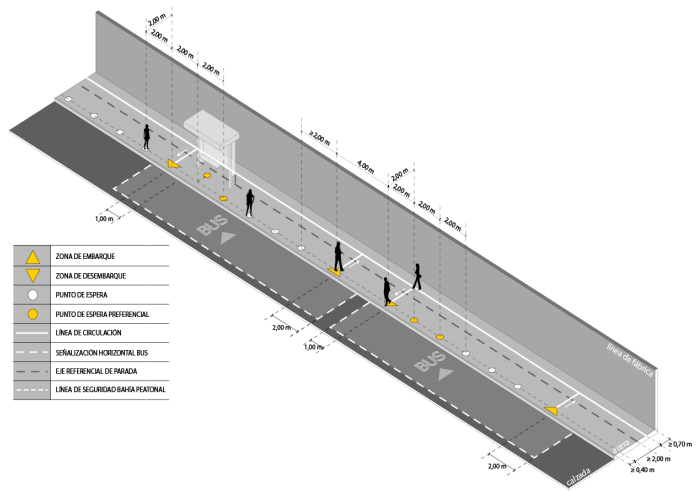 2,00 m
2,00 m
2,00 m
2,00 m
≥ 2,00 m
4,00 m
2,00 m
2,00 m
2,00 m
2,00 m
1,00 m
BUS
ZONA DE EMBARQUE
ZONA DE DESEMBARQUE
PUNTO DE ESPERA
PUNTO DE ESPERA PREFERENCIAL
LÍNEA DE CIRCULACIÓN
SEÑALIZACIÓN HORIZONTAL BUS
EJE REFERENCIAL DE PARADA
LÍNEA DE SEGURIDAD BAHÍA PEATONAL
2,00 m
1,00 m
BUS
línea de fábrica
2,00 m
calzada
acera
≥ 0,40 m
≥ 2,00 m
≥ 0,70 m